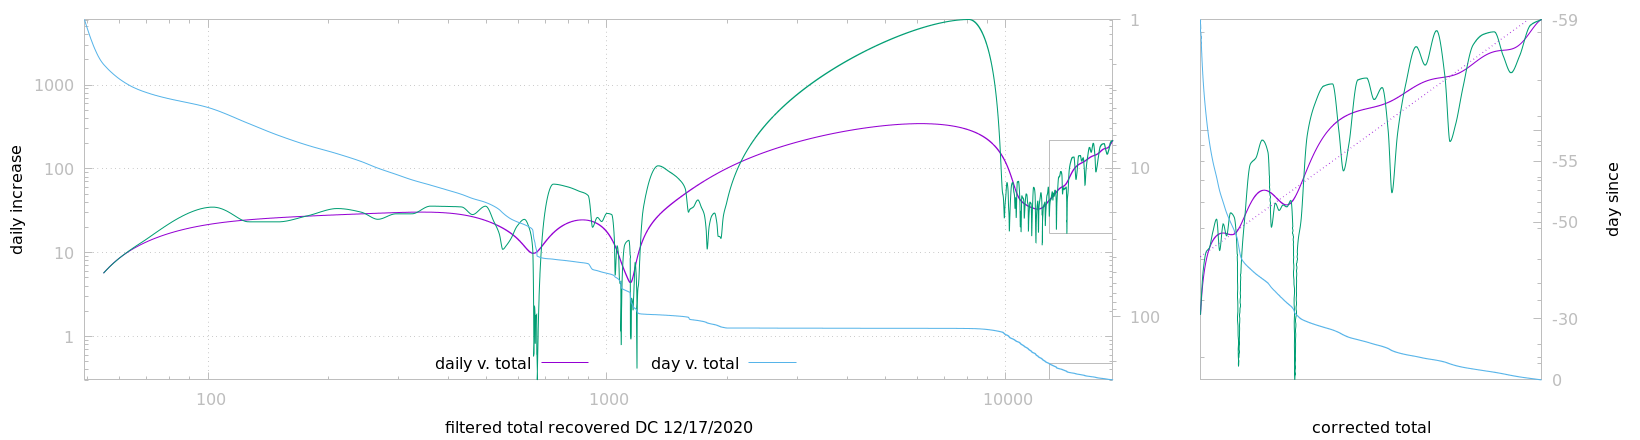 daily increase
1000
100
10
1
100
1000
10000
daily v. total
day v. total
1
10
100
filtered total recovered DC 12/17/2020
-59
-55
-50
-30
0
day since
corrected total